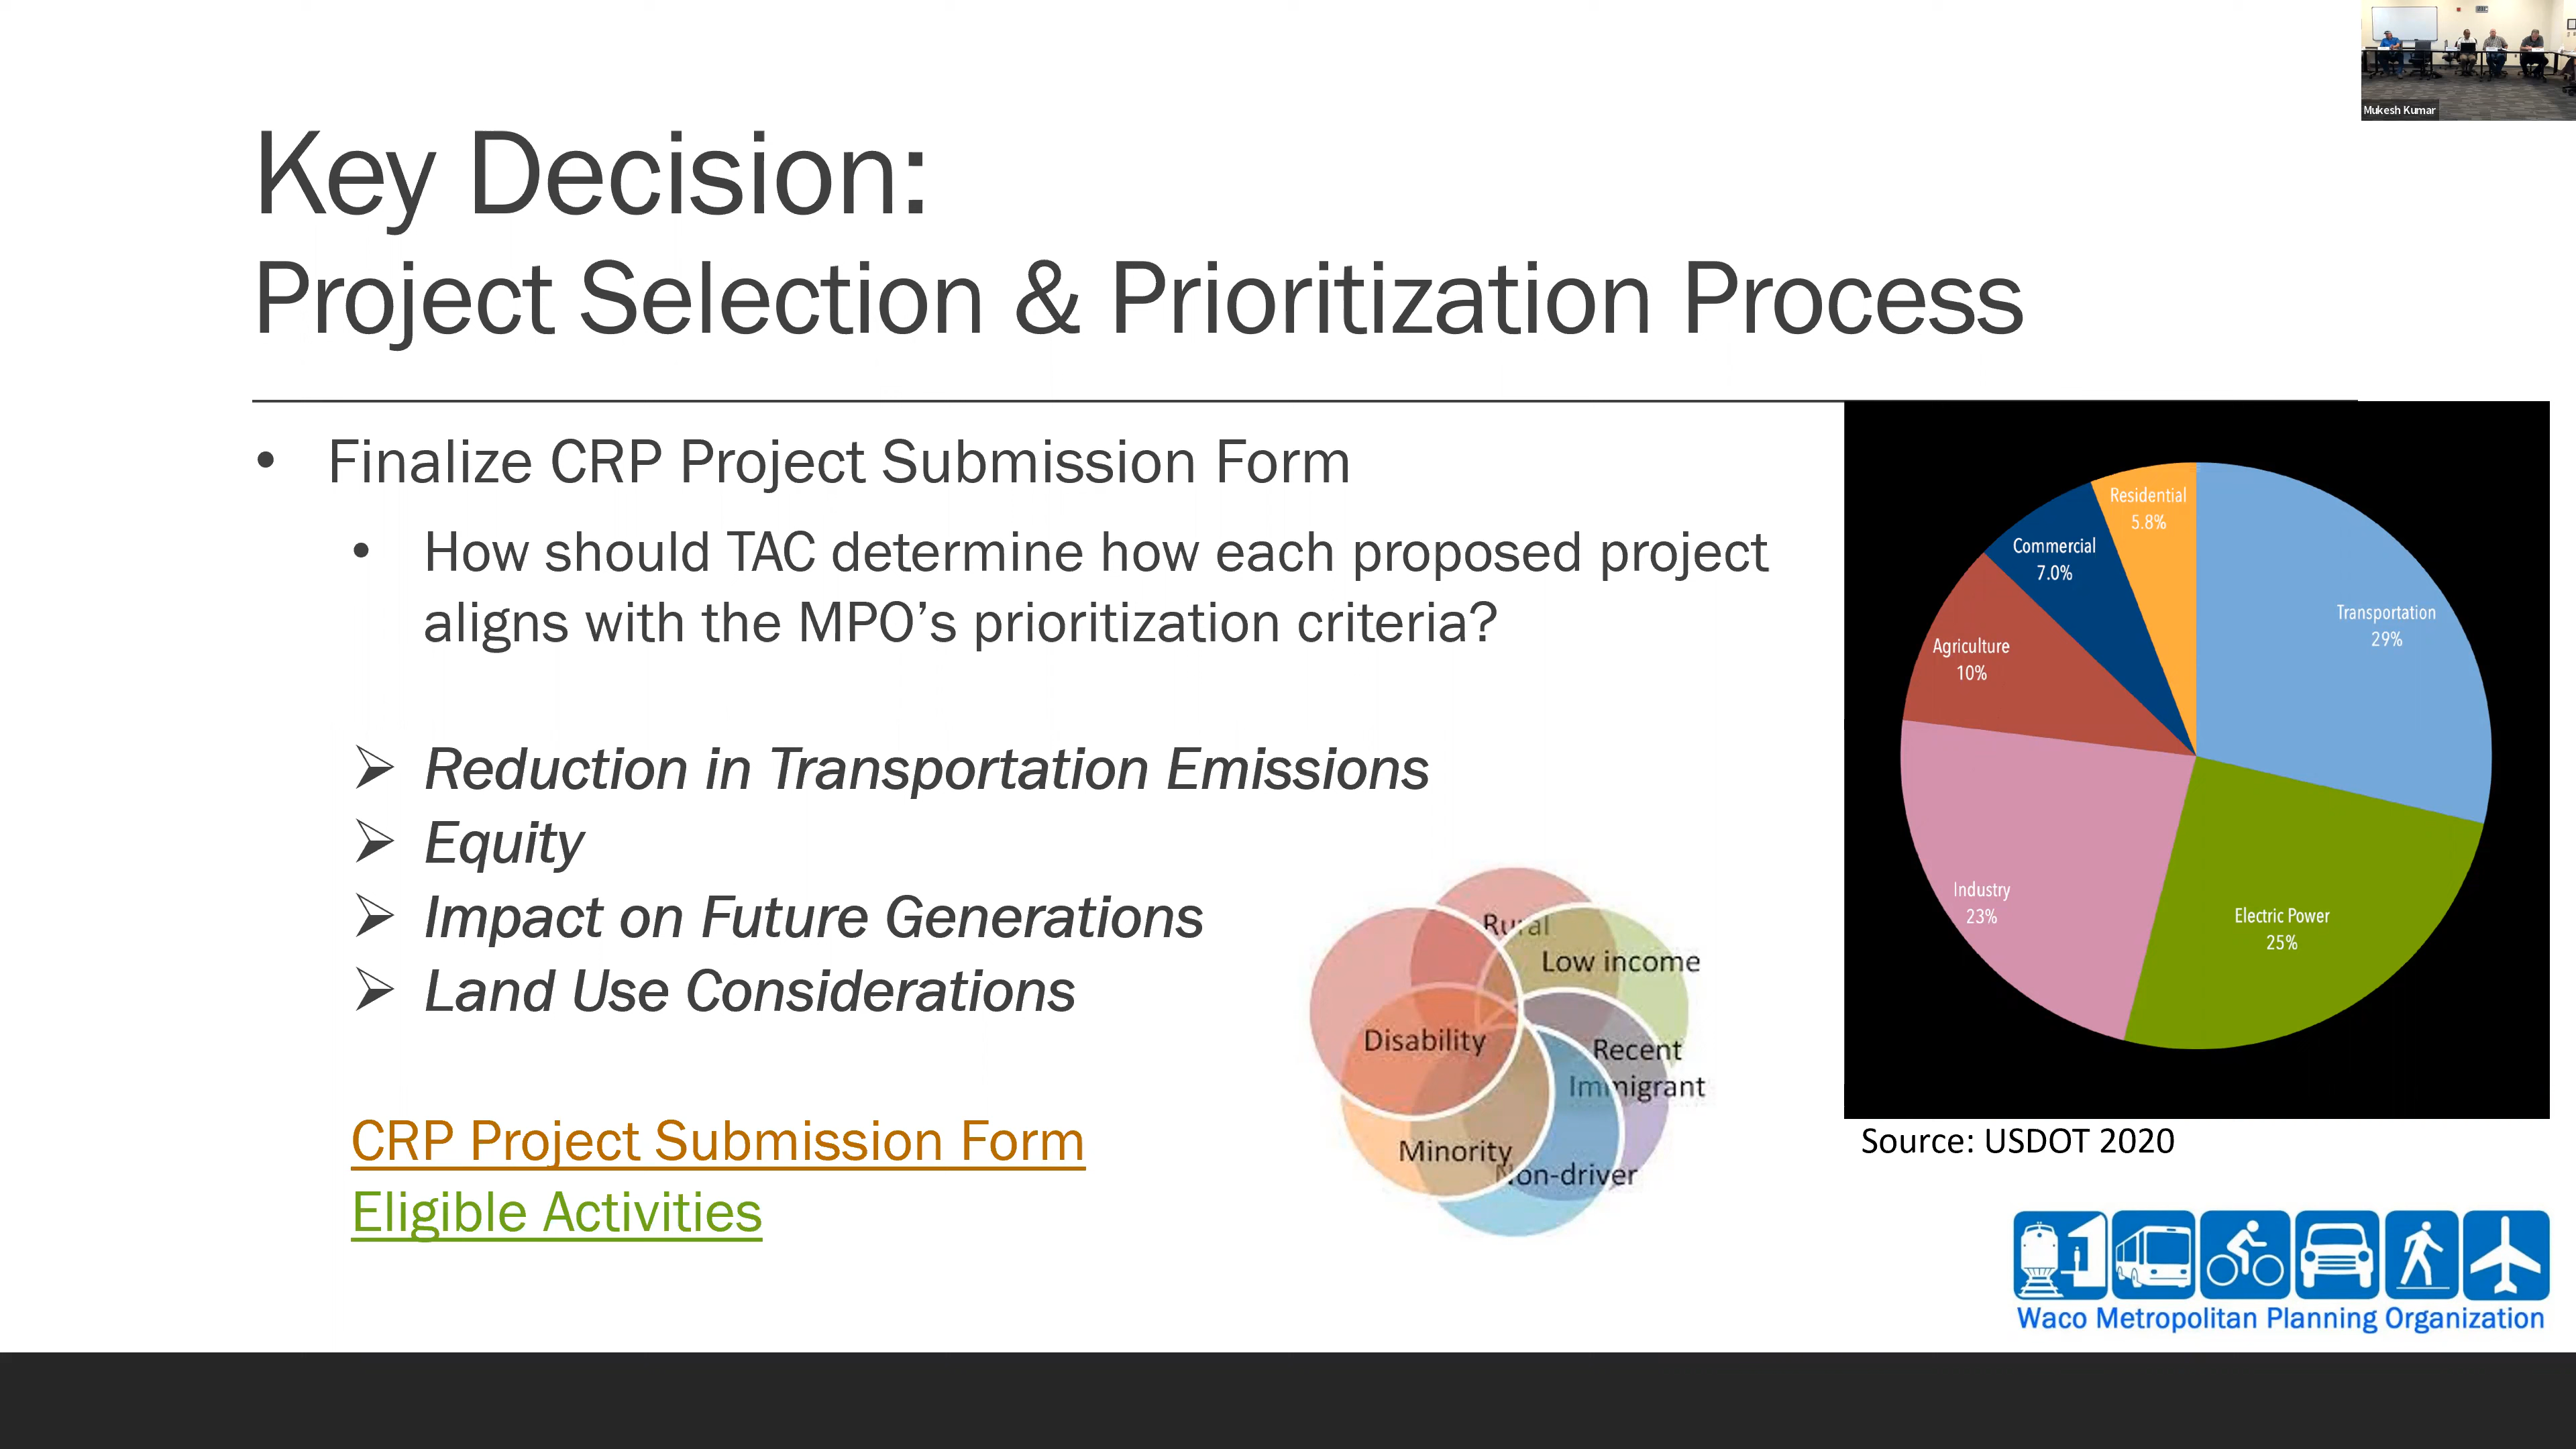 Mukesh Kumar
Key Decision:
Project Selection & Prioritization Process
• Finalize CRP Project Submission Form
• How should TAC determine how each proposed project
aligns with the MPO’s prioritization criteria?
➢ Reduction in Transportation Emissions
➢ Equity
➢ Impact on Future Generations
➢ Land Use Considerations
CRP Project Submission Form
Eligible Activities
Rural
Low income
Disability
Recent
Immigrant
Minority
Non-driver
Residential
5.8%
Commercial
7.0%
Transportation
29%
Agriculture
10%
Industry
23%
Electric Power
25%
Source: USDOT 2020
Waco Metropolitan Planning Organization